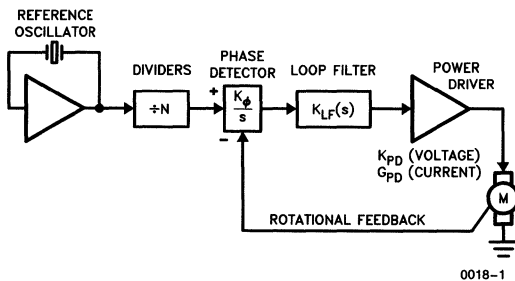 REFERENCE
OSCILLATOR
DIVIDERS
÷N
PHASE
DETECTOR
+
Kϕ
s
−
LOOP FILTER
KLF(s)
POWER
DRIVER
KPD (VOLTAGE)
GPD (CURRENT)
M
ROTATIONAL FEEDBACK
0018-1